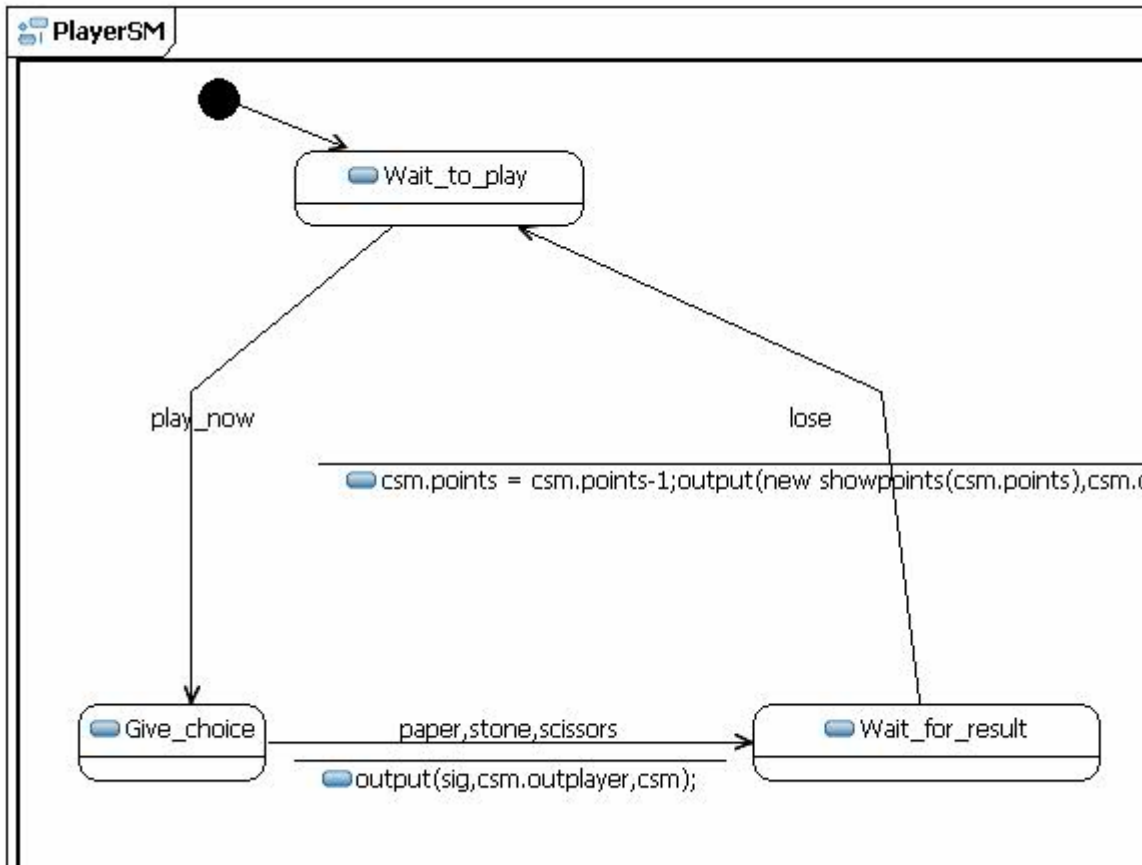 PlayerSM
Wait_to_play
play_now
lose
csm.points = csm.points-1;output(new showpoints(csm.points),csm.
Give_choice
paper,stone,scissors
Wait_for_result
output(sig,csm.outplayer,csm);